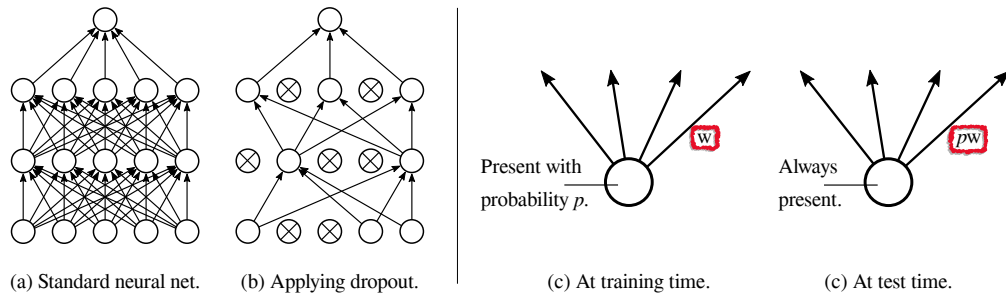 w
pw
Present with
probability p.
Always
present.
(a) Standard neural net.
(b) Applying dropout.
(c) At training time.
(c) At test time.